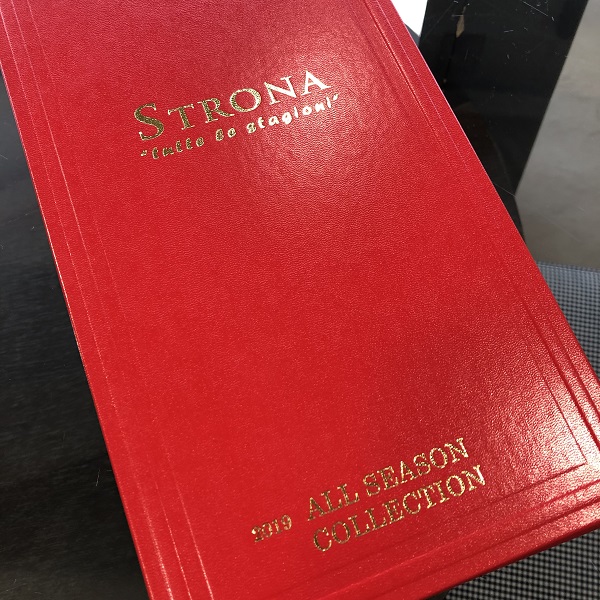 STRONA
"tutte le stagioni"
2019 ALL SEASON
COLLECTION